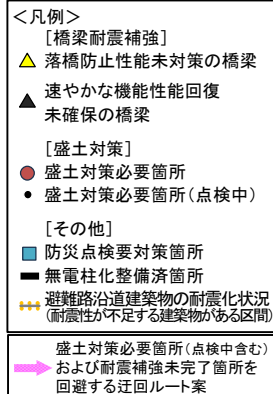 ＜凡例＞
［橋梁耐震補強］
落橋防止性能未対策の橋梁
速やかな機能性能回復
未確保の橋梁
［盛土対策］
盛土対策必要箇所
盛土対策必要箇所（点検中）
［その他］
防災点検要対策箇所
無電柱化整備済箇所
避難路沿道建築物の耐震化状況
（耐震性が不足する建築物がある区間）
盛土対策必要箇所（点検中含む）
および耐震補強未完了箇所を
回避する迂回ルート案